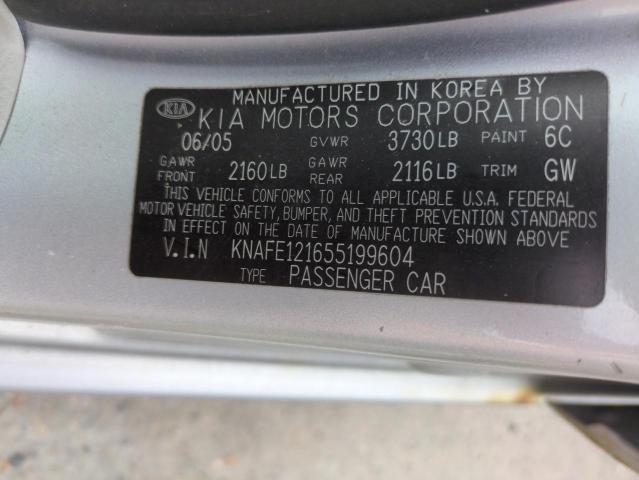 MANUFACTURED IN KOREA BY
KIA KIA MOTORS CORPORATION
06/05 GVWR 3730LB PAINT 6C
GAWR FRONT 2160LB GAWR REAR 2116LB TRIM GW
THIS VEHICLE CONFORMS TO ALL APPLICABLE U.S.A. FEDERAL
MOTOR VEHICLE SAFETY, BUMPER, AND THEFT PREVENTION STANDARDS
IN EFFECT ON THE DATE OF MANUFACTURE SHOWN ABOVE
V.I.N KNAFE121655199604
TYPE PASSENGER CAR